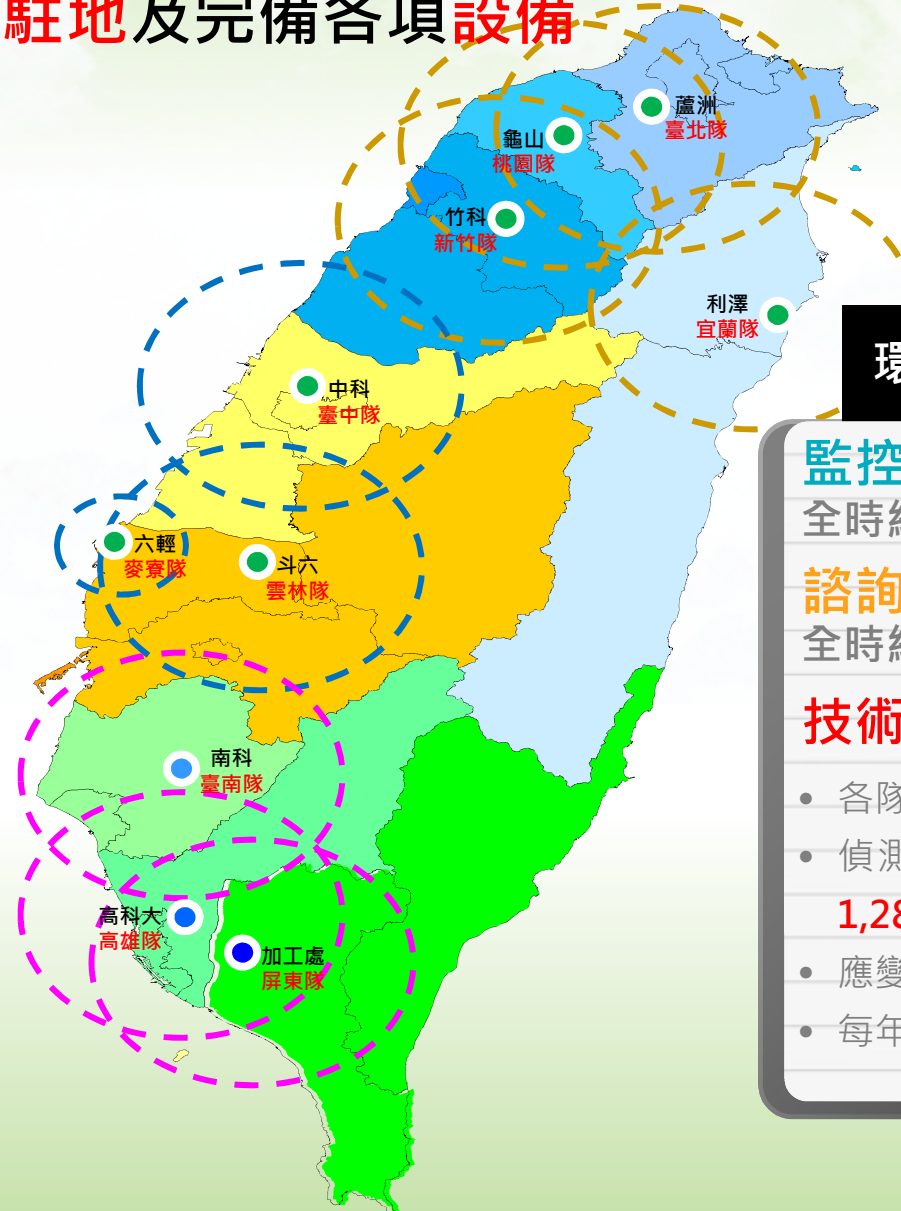 駐地及完備各項設備
蘆洲
臺北隊
龜山
桃園隊
竹科
新竹隊
利澤
宜蘭隊
中科
臺中隊
六輕
麥寮隊
斗六
雲林隊
南科
臺南隊
高科大
高雄隊
加工處
屏東隊
環
監控
全時
諮詢
全時
技術
• 各隊
• 偵測
1,28
• 應變
• 每年